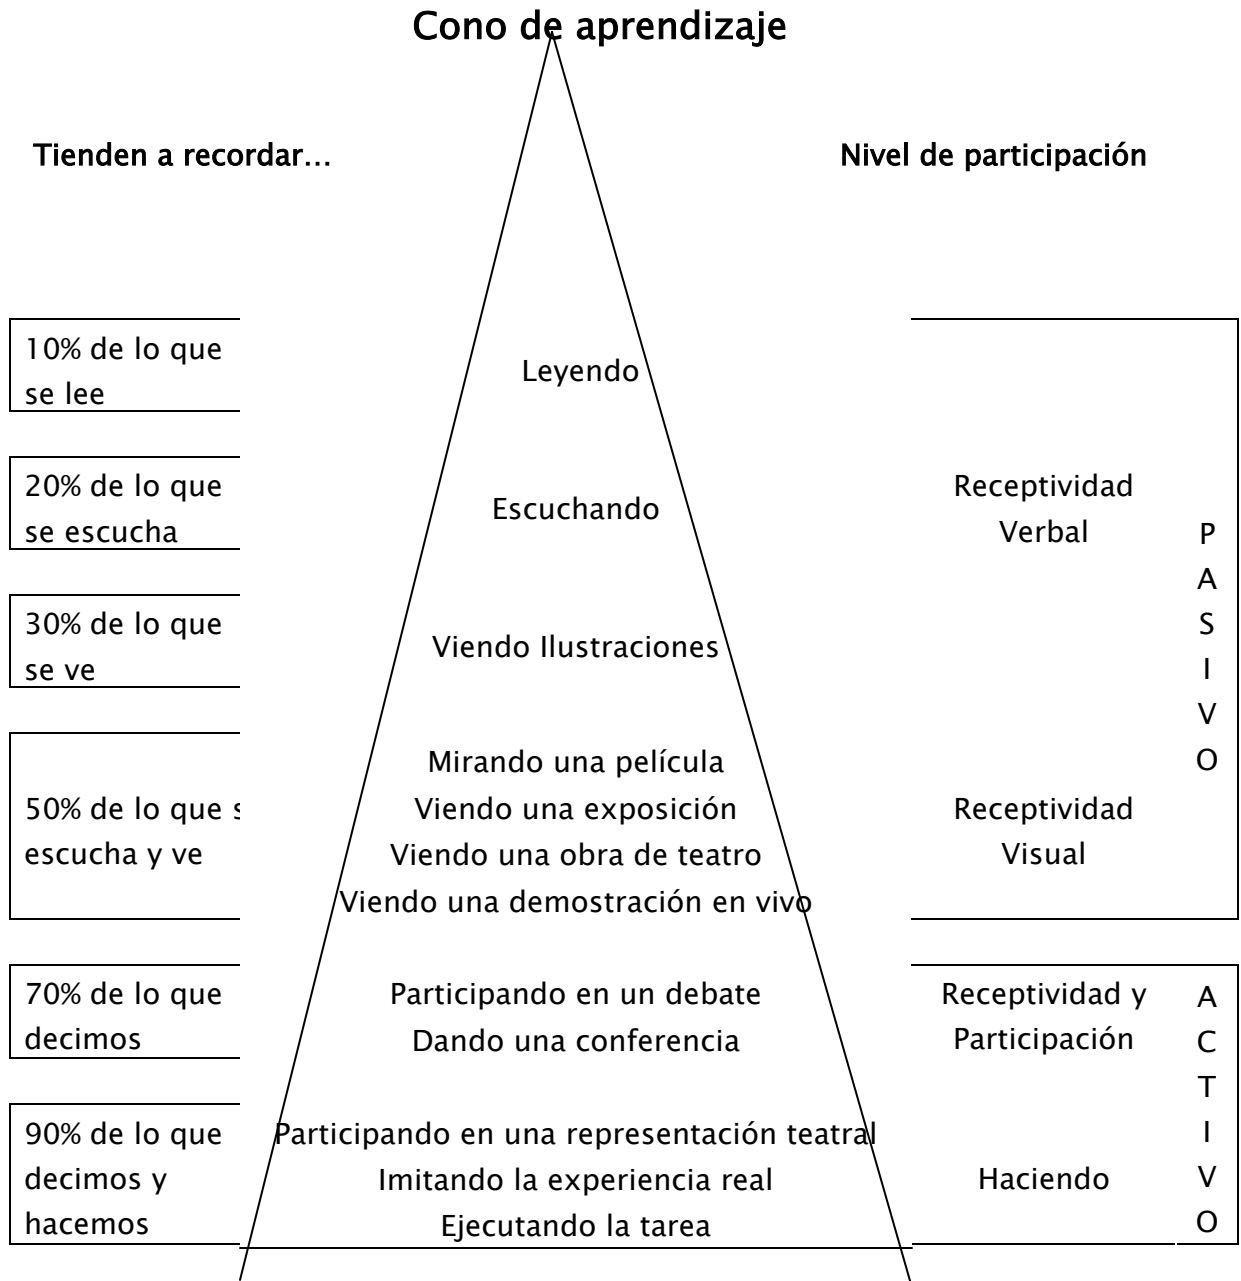 Cono de aprendizaje
Tienden a recordar...
Nivel de participación
10% de lo que
se lee
Leyendo
20% de lo que
se escucha
Escuchando
Receptividad
Verbal
30% de lo que
se ve
Viendo Ilustraciones
P
A
S
I
V
O
50% de lo que s
escucha y ve
Mirando una película
Viendo una exposición
Viendo una obra de teatro
Viendo una demostración en vivo
Receptividad
Visual
70% de lo que
decimos
Participando en un debate
Dando una conferencia
Receptividad y
Participación
90% de lo que
decimos y
hacemos
Participando en una representación teatral
Imitando la experiencia real
Ejecutando la tarea
Haciendo
A
C
T
I
V
O